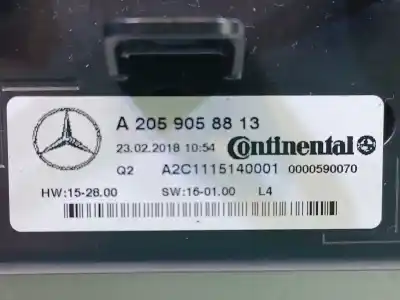 A 205 905 88 13
23.02.2018 10:54 Continental
Q2 A2C1115140001 0000590070
HW:15-28.00 SW:16-01.00 L4